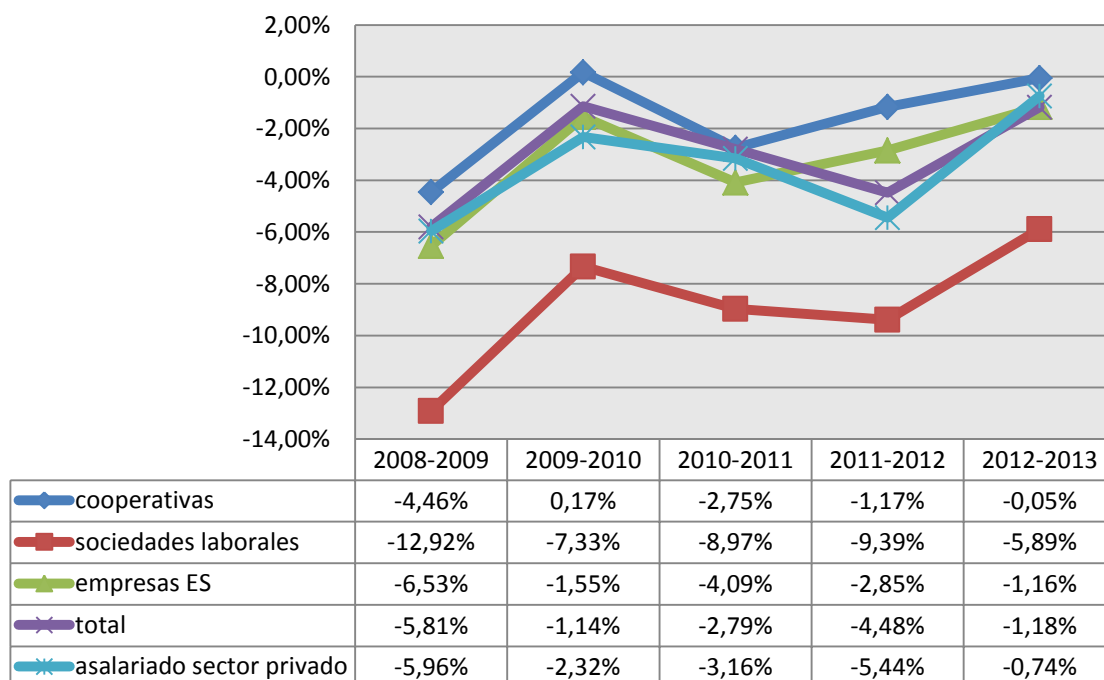 2,00%
0,00%
-2,00%
-4,00%
-6,00%
-8,00%
-10,00%
-12,00%
-14,00%
2008-2009 2009-2010 2010-2011 2011-2012 2012-2013
cooperativas -4,46% 0,17% -2,75% -1,17% -0,05%
sociedades laborales -12,92% -7,33% -8,97% -9,39% -5,89%
empresas ES -6,53% -1,55% -4,09% -2,85% -1,16%
total -5,81% -1,14% -2,79% -4,48% -1,18%
asalariado sector privado -5,96% -2,32% -3,16% -5,44% -0,74%